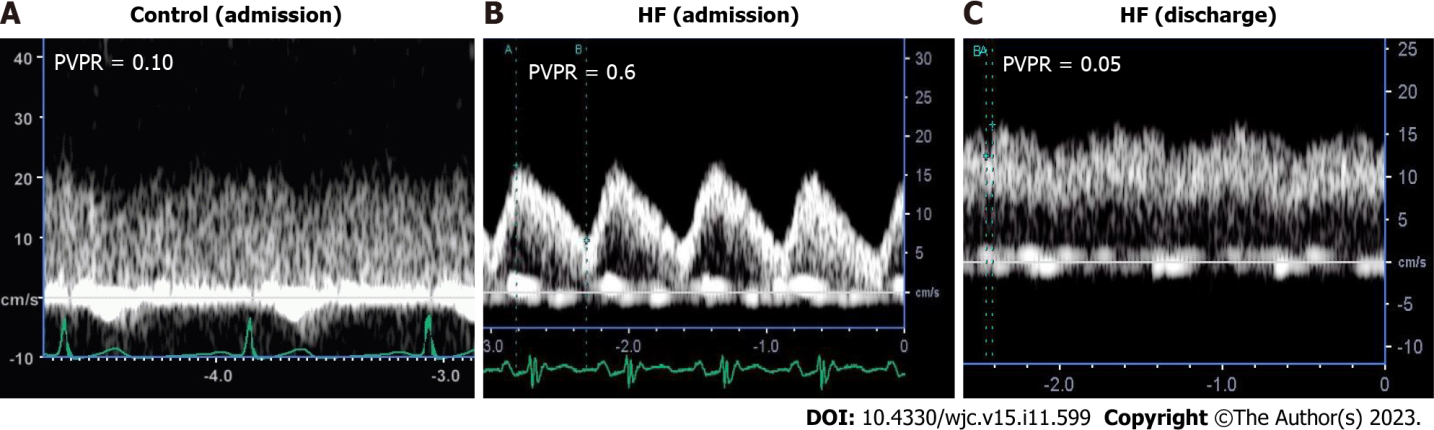 A Control (admission)
PVPR = 0.10
40
30
20
10
cm/s
-10
-4.0 -3.0
B HF (admission)
A B
PVPR = 0.6
30
25
20
15
10
5
cm/s
3.0 -2.0 -1.0 0
C HF (discharge)
BA
PVPR = 0.05
25
20
15
10
5
cm/s
-5
-10
-2.0 -1.0 0
DOI: 10.4330/wjc.v15.i11.599 Copyright ©The Author(s) 2023.